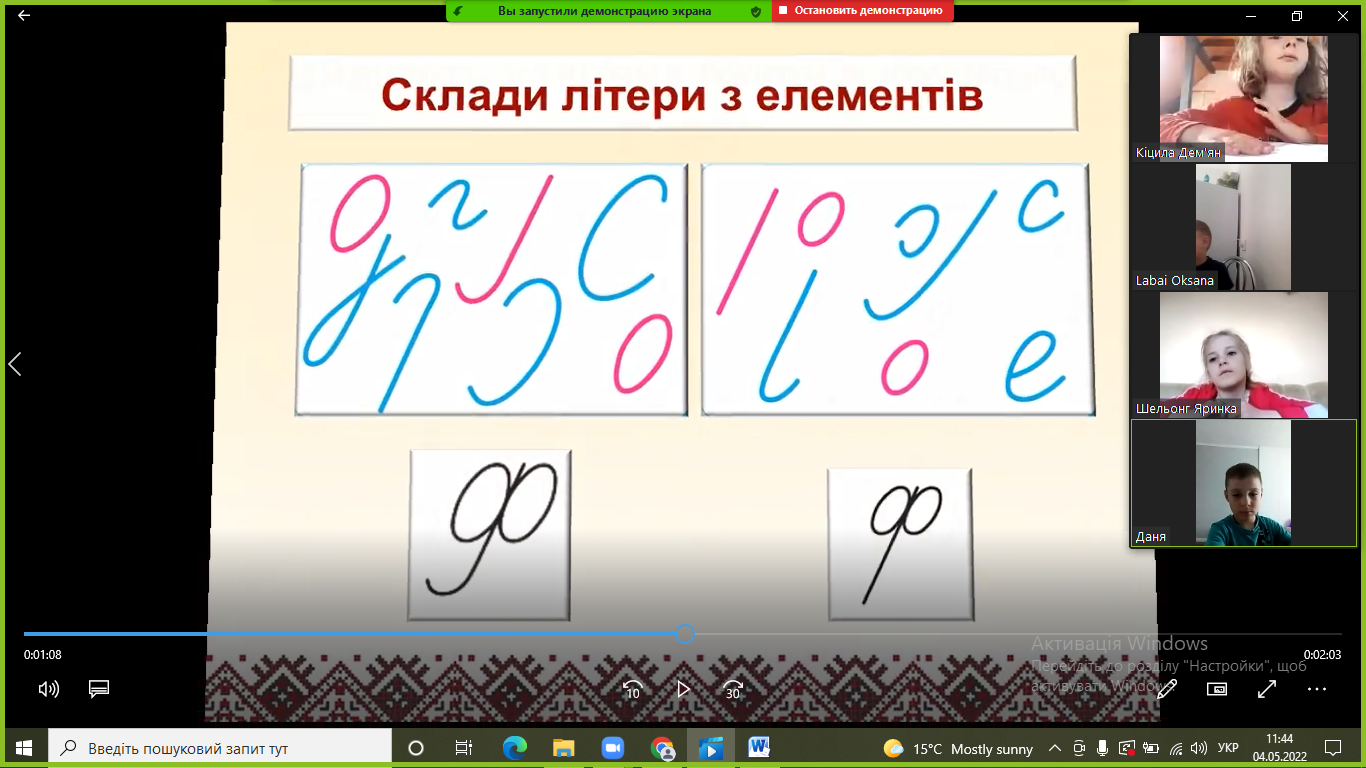 Вы запустили демонстрацию экрана
Остановить демонстрацию
Склади літери з елементів
Кіцила Дем'ян
Labai Oksana
Шельонг Яринка
Даня
ф
ф
0:01:08
0:02:03
Активація Windows
Перейдіть до розділу "Настройки", щоб
активувати Windows
10
30
Введіть пошуковий запит тут
15°C Mostly sunny
УКР
11:44
04.05.2022